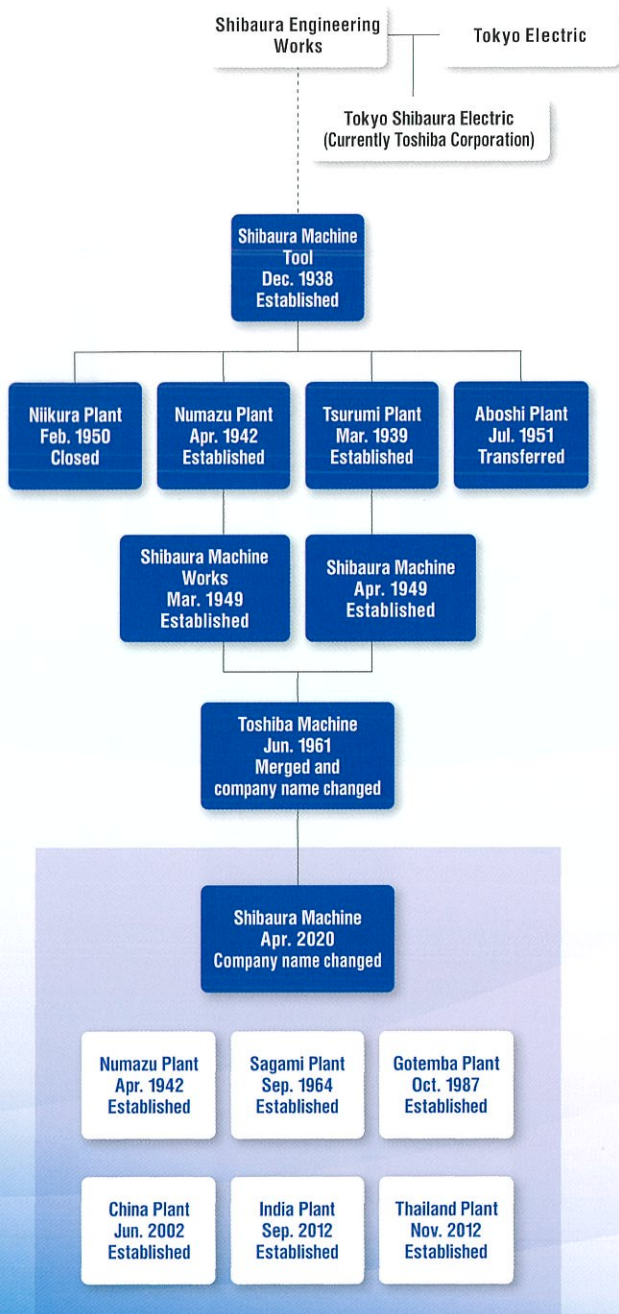 Shibaura Engineering
Works
Tokyo Electric
Tokyo Shibaura Electric
(Currently Toshiba Corporation)
Shibaura Machine
Tool
Dec. 1938
Established
Niikura Plant
Feb. 1950
Closed
Numazu Plant
Apr. 1942
Established
Tsurumi Plant
Mar. 1939
Established
Aboshi Plant
Jul. 1951
Transferred
Shibaura Machine
Works
Mar. 1949
Established
Shibaura Machine
Apr. 1949
Established
Toshiba Machine
Jun. 1961
Merged and
company name changed
Shibaura Machine
Apr. 2020
Company name changed
Numazu Plant
Apr. 1942
Established
Sagami Plant
Sep. 1964
Established
Gotemba Plant
Oct. 1987
Established
China Plant
Jun. 2002
Established
India Plant
Sep. 2012
Established
Thailand Plant
Nov. 2012
Established